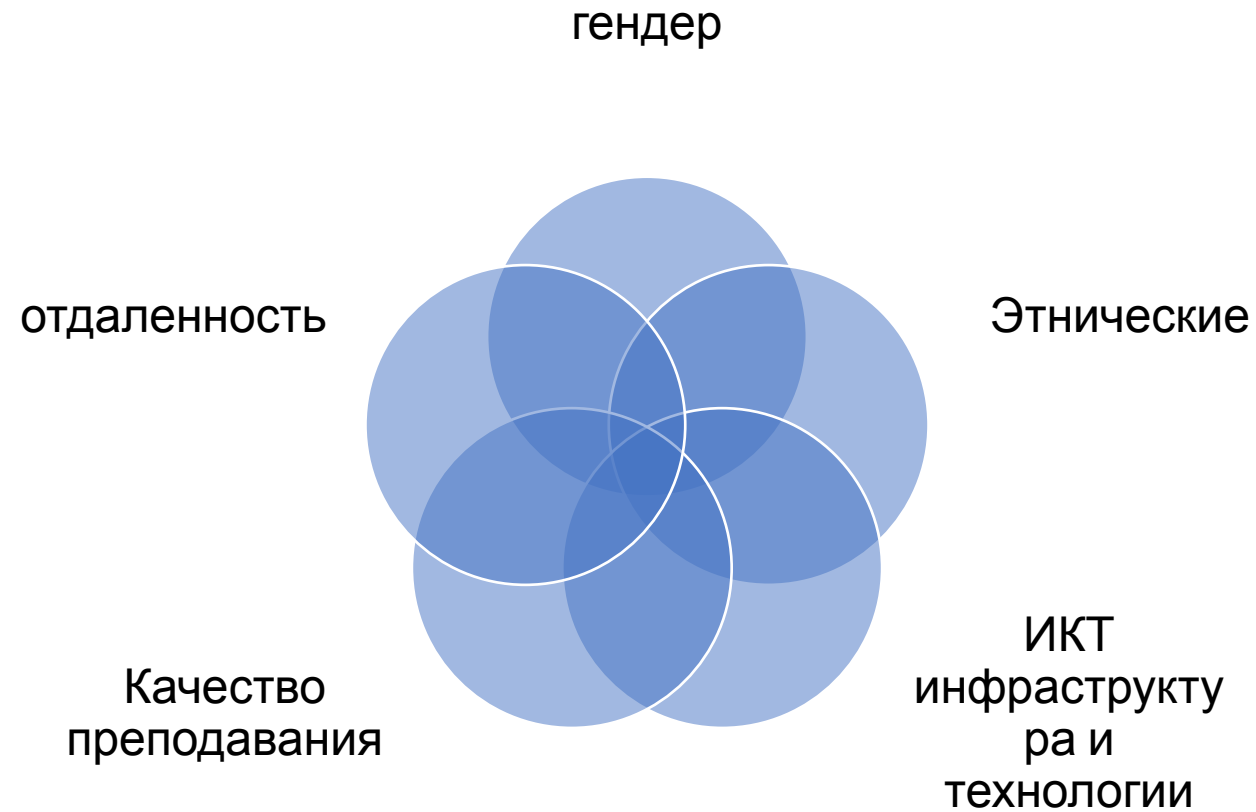 гендер
отдаленность
Этнические
ИКТ
инфраструкту
ра и
технологии
Качество
преподавания